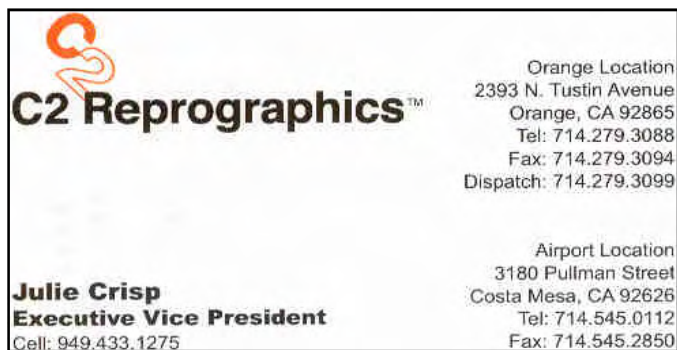 C2
C2 Reprographics™
Orange Location
2393 N. Tustin Avenue
Orange, CA 92865
Tel: 714.279.3088
Fax: 714.279.3094
Dispatch: 714.279.3099
Airport Location
3180 Pullman Street
Costa Mesa, CA 92626
Tel: 714.545.0112
Fax: 714.545.2850
Julie Crisp
Executive Vice President
Cell: 949.433.1275